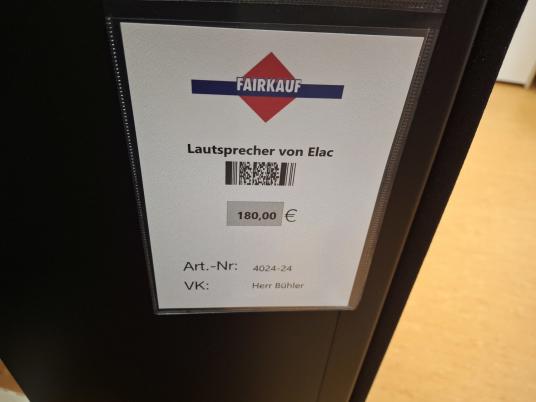 FAIRKAUF
Lautsprecher von Elac
180,00 €
Art.-Nr: 4024-24
VK: Herr Bühler